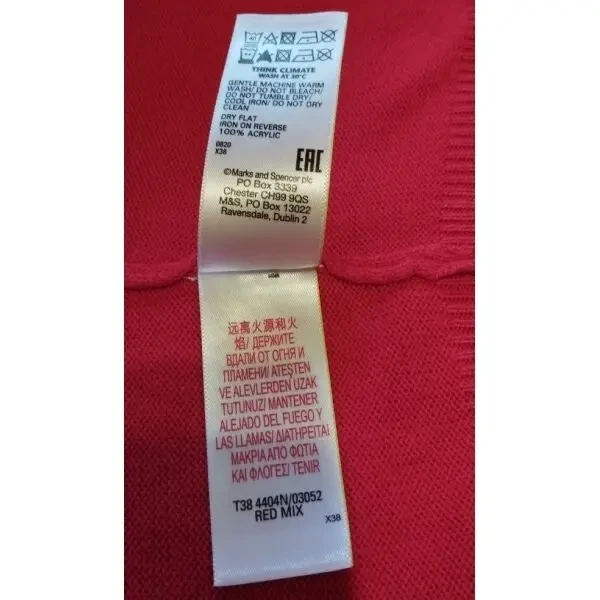 THINK CLIMATE
WASH AT 30°C
GENTLE MACHINE WARM
WASH/ DO NOT BLEACH/
DO NOT TUMBLE DRY/
COOL IRON/ DO NOT DRY
CLEAN
DRY FLAT
IRON ON REVERSE
100% ACRYLIC
0820
X38
EAC
©Marks and Spencer plc
PO Box 3339
Chester CH99 9QS
M&S, PO Box 13022
Ravensdale, Dublin 2
远离火源和火
焰/ ДЕРЖИТЕ
ВДАЛИ ОТ ОГНЯ И
ПЛАМЕНИ/ ATEŞTEN
VE ALEVLERDEN UZAK
TUTUNUZ/ MANTENER
ALEJADO DEL FUEGO Y
LAS LLAMAS/ ΔΙΑΤΗΡΕΙΤΑΙ
ΜΑΚΡΙΑ ΑΠΟ ΦΩΤΙΑ
ΚΑΙ ΦΛΟΓΕΣ/ TENIR
T38 4404N/03052
RED MIX
X38